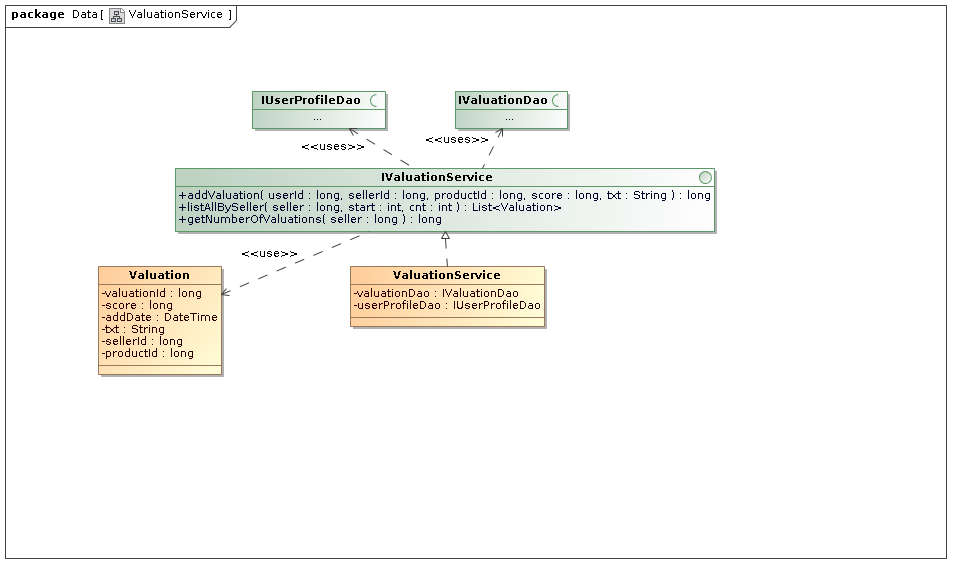 package Data[ ValuationService ]
IUserProfileDao
...
IValuationDao
...
<<uses>>
<<uses>>
IValuationService
+addValuation( userId : long, sellerId : long, productId : long, score : long, txt : String ) : long
+listAllBySeller( seller : long, start : int, cnt : int ) : List<Valuation>
+getNumberOfValuations( seller : long ) : long
<<use>>
Valuation
-valuationId : long
-score : long
-addDate : DateTime
-txt : String
-sellerId : long
-productId : long
ValuationService
-valuationDao : IValuationDao
-userProfileDao : IUserProfileDao